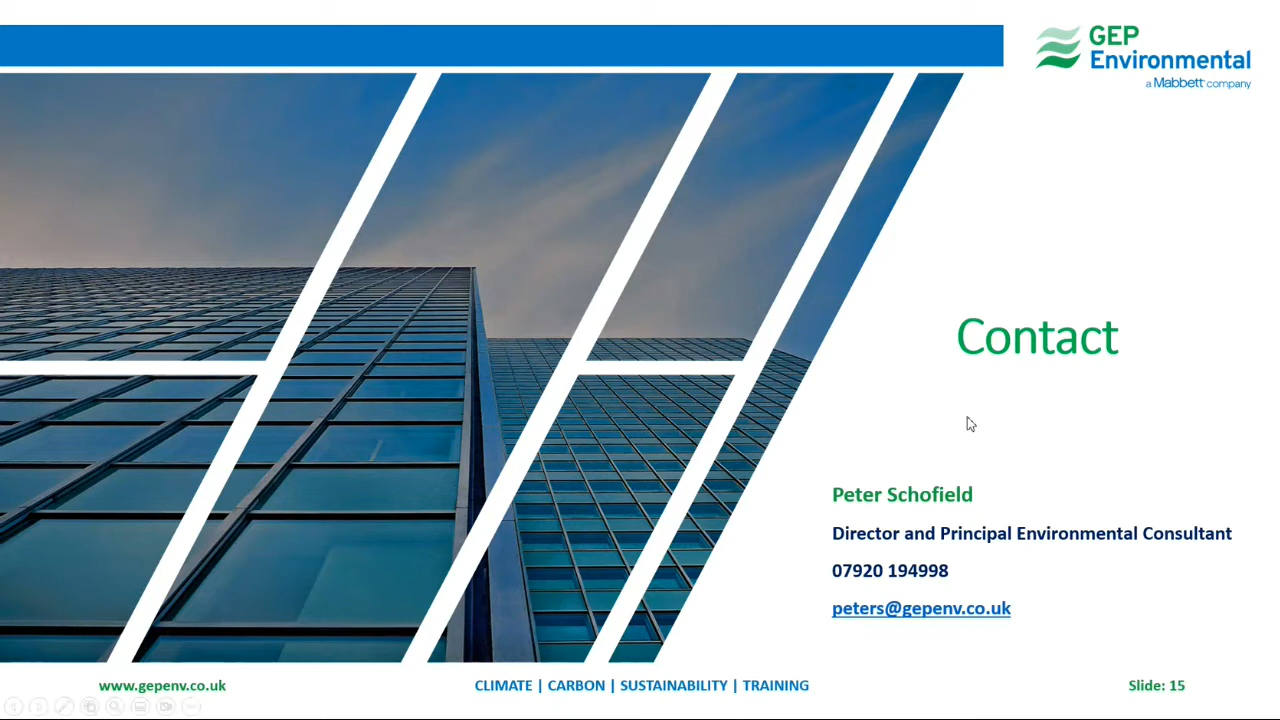 GEP
Environmental
a Mabbett company
Contact
Peter Schofield
Director and Principal Environmental Consultant
07920 194998
peters@gepenv.co.uk
www.gepenv.co.uk
CLIMATE | CARBON | SUSTAINABILITY | TRAINING
Slide: 15